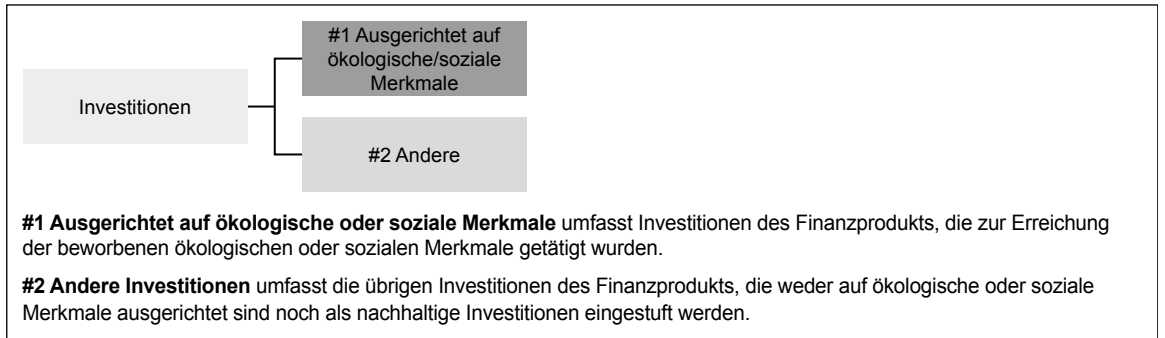 #1 Ausgerichtet auf
ökologische/soziale
Merkmale
Investitionen
#2 Andere
#1 Ausgerichtet auf ökologische oder soziale Merkmale umfasst Investitionen des Finanzprodukts, die zur Erreichung
der beworbenen ökologischen oder sozialen Merkmale getätigt wurden.
#2 Andere Investitionen umfasst die übrigen Investitionen des Finanzprodukts, die weder auf ökologische oder soziale
Merkmale ausgerichtet sind noch als nachhaltige Investitionen eingestuft werden.